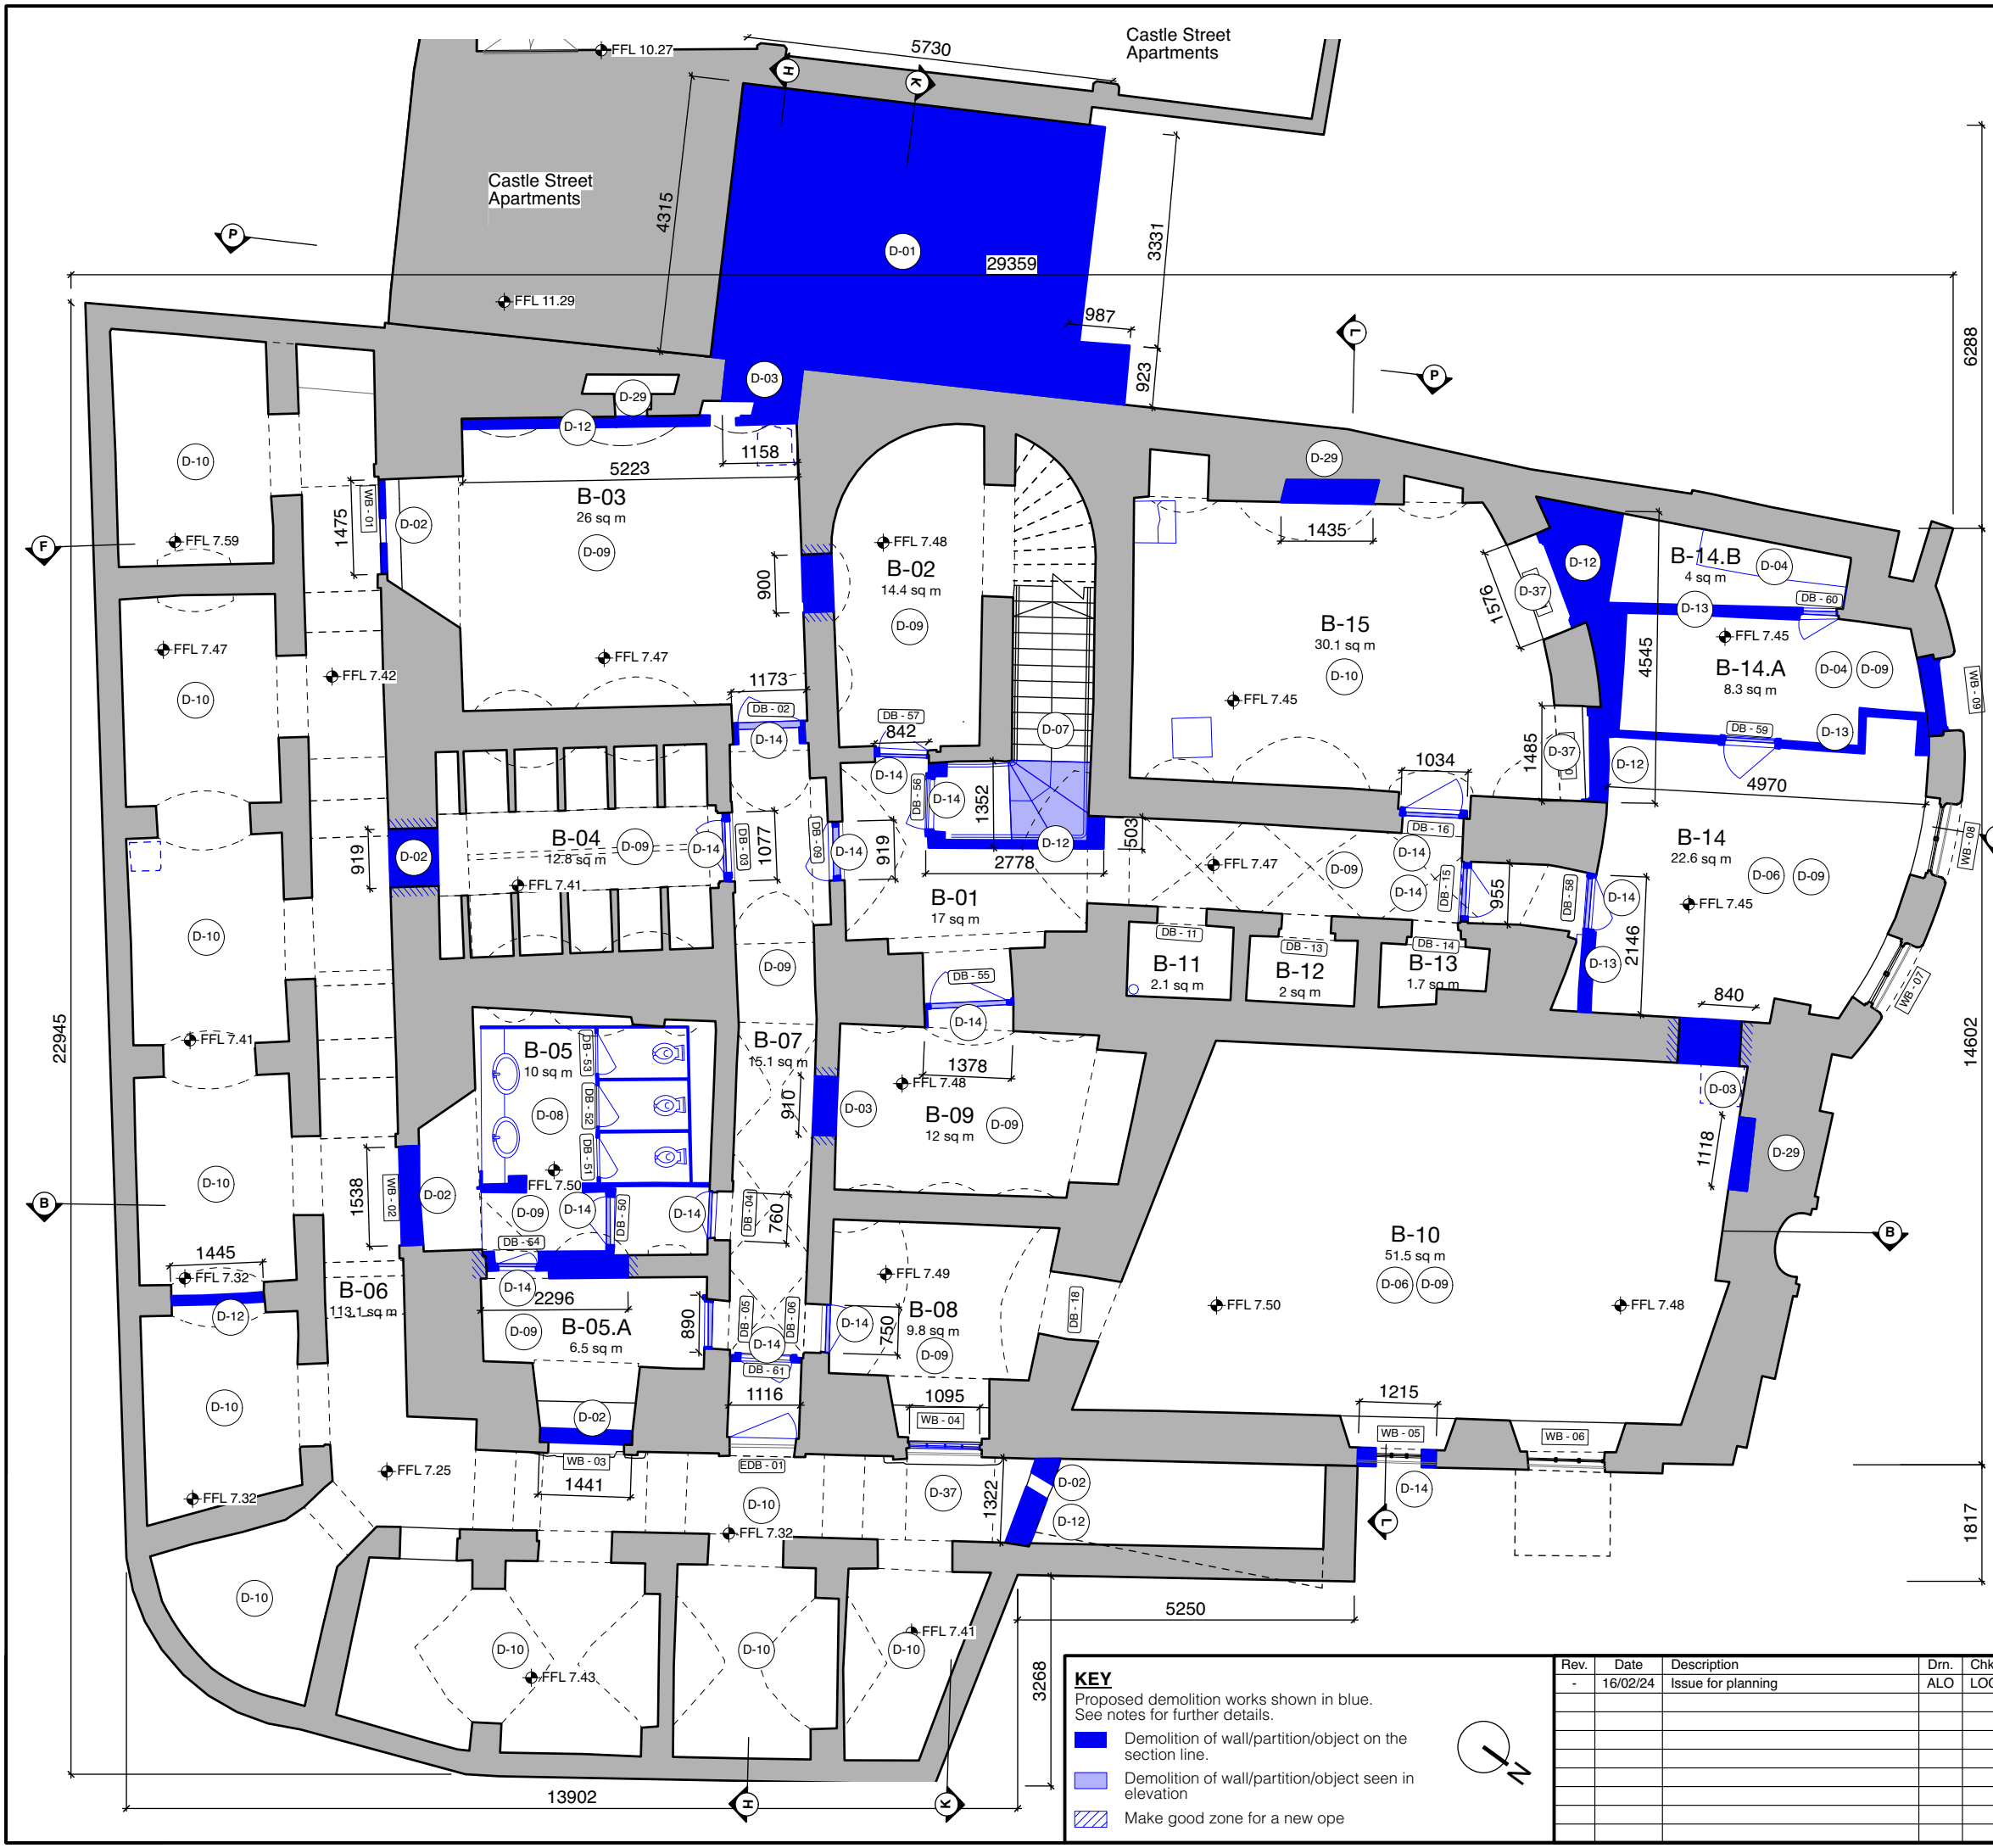 Castle Street
Apartments
FFL 10.27
5730
H
K
Castle Street
Apartments
4315
3331
P
D-01
29359
FFL 11.29
987
L
6288
D-03
923
P
D-29
D-12
1158
5223
B-03
26 sq m
D-09
D-10
WB - 01
1475
D-02
F
FFL 7.59
FFL 7.48
B-02
14.4 sq m
D-09
900
D-29
1435
D-12
B-14.B
4 sq m
D-04
DB - 60
D-13
D-37
1576
B-15
30.1 sq m
D-10
FFL 7.45
4545
FFL 7.45
B-14.A
8.3 sq m
D-04
D-09
WB - 09
FFL 7.47
FFL 7.42
D-10
FFL 7.47
1173
DB - 02
D-14
DB - 57
842
D-14
D-07
DB - 59
D-13
D-37
1485
D-12
1034
4970
DB - 56
D-14
1352
D-12
2778
503
DB - 16
D-14
B-04
12.8 sq m
D-09
D-14
DB - 03
1077
DB - 09
D-14
919
D-02
919
FFL 7.41
FFL 7.47
D-09
D-14
DB - 15
955
DB - 58
D-14
B-14
22.6 sq m
D-06
D-09
FFL 7.45
WB - 08
B-01
17 sq m
D-10
D-09
DB - 11
B-11
2.1 sq m
DB - 13
B-12
2 sq m
DB - 14
B-13
1.7 sq m
D-13
2146
WB - 07
840
DB - 55
D-14
1378
22945
FFL 7.41
B-05
10 sq m
DB - 53
DB - 52
DB - 51
D-08
B-07
15.1 sq m
910
D-03
FFL 7.48
B-09
12 sq m
D-09
14602
D-03
1118
D-29
D-10
B
1538
WB - 02
D-02
FFL 7.50
D-09
D-14
DB - 50
D-14
DB - 04
760
DB - 54
D-14
2296
B-10
51.5 sq m
D-06
D-09
FFL 7.50
FFL 7.48
B
1445
FFL 7.32
D-12
B-06
113.1 sq m
D-09
B-05.A
6.5 sq m
890
DB - 05
DB - 06
D-14
DB - 61
FFL 7.49
D-14
750
B-08
9.8 sq m
D-09
DB - 18
D-10
D-02
1116
1095
WB - 04
1215
WB - 05
WB - 06
FFL 7.25
WB - 03
1441
EDB - 01
D-10
D-37
1322
D-02
D-12
D-14
L
FFL 7.32
FFL 7.32
1817
D-10
D-10
FFL 7.43
D-10
FFL 7.41
D-10
5250
3268
13902
H
K
KEY
Proposed demolition works shown in blue.
See notes for further details.
Demolition of wall/partition/object on the
section line.
Demolition of wall/partition/object seen in
elevation
Make good zone for a new ope
N
Rev. Date Description Drn. Chk
- 16/02/24 Issue for planning ALO LOC